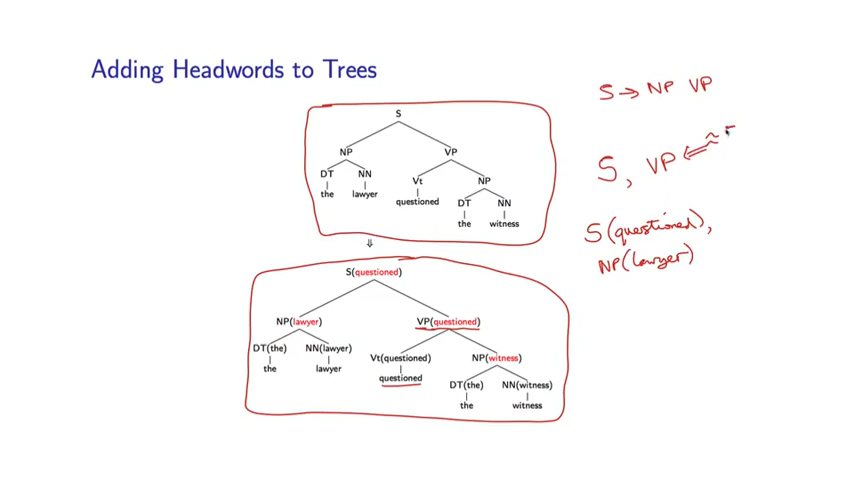 Adding Headwords to Trees
S → NP VP
S
NP VP
DT NN Vt NP
the lawyer questioned DT NN
the witness
S, VP
⇓
S(questioned),
NP(lawyer)
S(questioned)
NP(lawyer) VP(questioned)
DT(the) NN(lawyer) Vt(questioned) NP(witness)
the lawyer questioned DT(the) NN(witness)
the witness